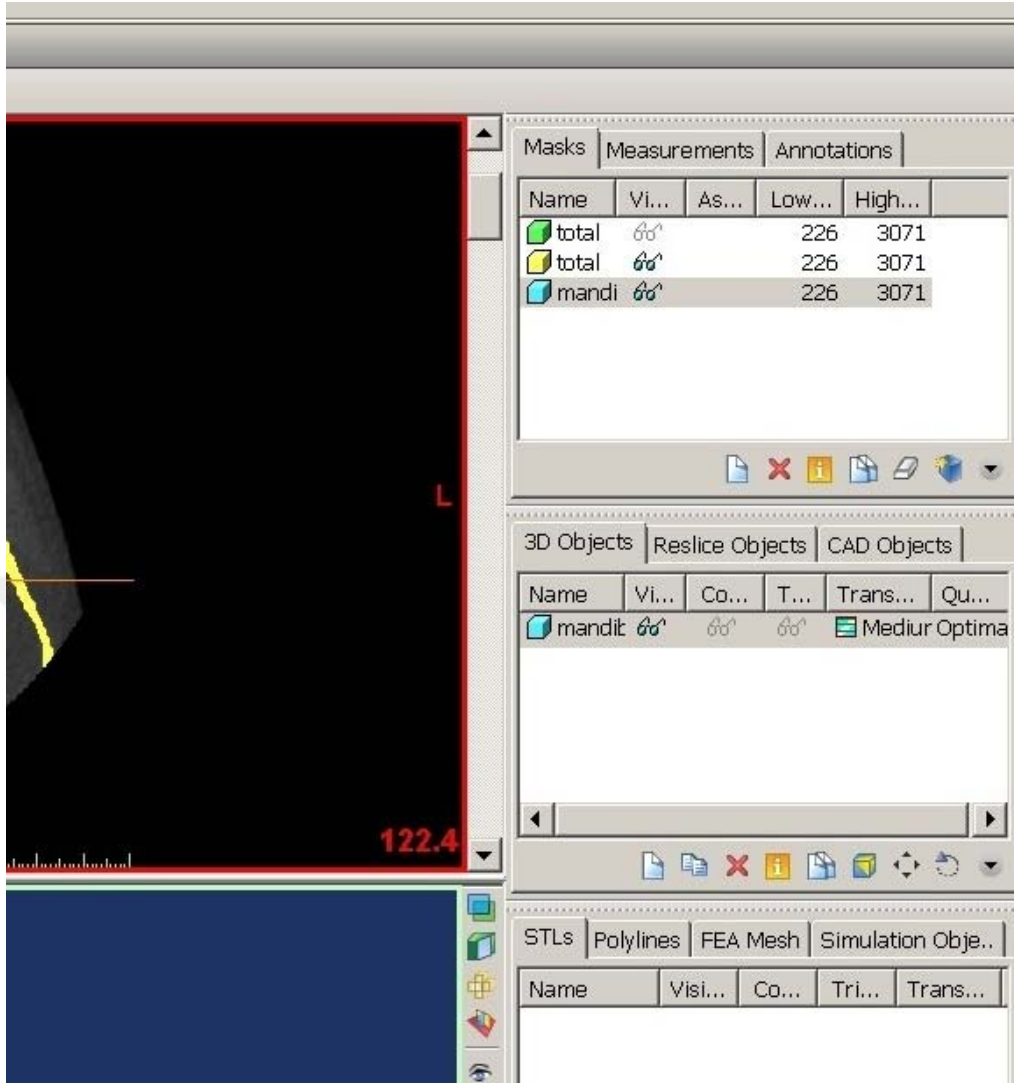 Masks Measurements Annotations
Name Vi... As... Low... High...
total 226 3071
total 226 3071
mandi 226 3071
L
3D Objects Reslice Objects CAD Objects
Name Vi... Co... T... Trans... Qu...
mandib Mediur Optima
122.4
STLs Polylines FEA Mesh Simulation Obje..
Name Visi... Co... Tri... Trans...